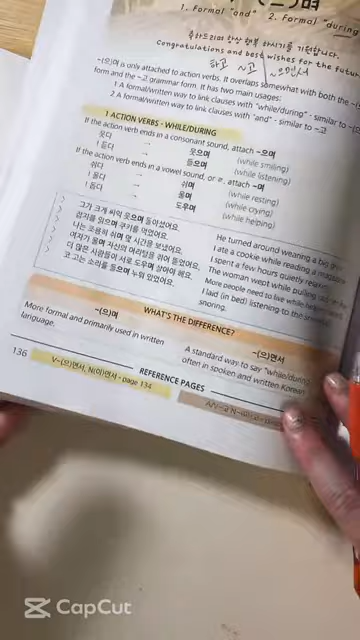 ~(으)며
1. Formal "and" 2. Formal "during
축하드리며 항상 행복 하시기를 기원합니다.
Congratulations and best wishes for the futu
하고 ~고 ~으면서
~(으)며 is only attached to action verbs. It overlaps somewhat with both the ~(
form and the ~고 grammar form. It has two main usages:
1 A formal/written way to link clauses with "while/during" - similar to ~(으
2 A formal/written way to link clauses with "and" - similar to ~고
1 ACTION VERBS - WHILE/DURING
If the action verb ends in a consonant sound, attach ~으며
웃다 → 웃으며 (while smiling)
! 듣다 → 들으며 (while listening)
If the action verb ends in a vowel sound, or ㄹ, attach ~며
쉬다 → 쉬며 (while resting)
! 울다 → 울며 (while crying)
! 돕다 → 도우며 (while helping)
> 그가 크게 씨익 웃으며 돌아섰어요. He turned around wearing a big
> 잡지를 읽으며 쿠키를 먹었어요. I ate a cookie while reading a magazine
> 나는 조용히 쉬며 몇 시간을 보냈어요. I spent a few hours quietly relaxing
> 여자가 울며 자신의 머리털을 쥐어 뜯었어요. The woman wept while pulling
> 더 많은 사람들이 서로 도우며 살아야 해요. More people need to live while helping
> 코 고는 소리를 들으며 누워 있었어요. I laid (in bed) listening to the
snoring.
WHAT'S THE DIFFERENCE?
~(으)며 ~(으)면서
More formal and primarily used in written
language.
A standard way to say "while/during
often in spoken and written Korean
136
REFERENCE PAGES
V~(으)면서, N(이)면서 - page 134
CapCut